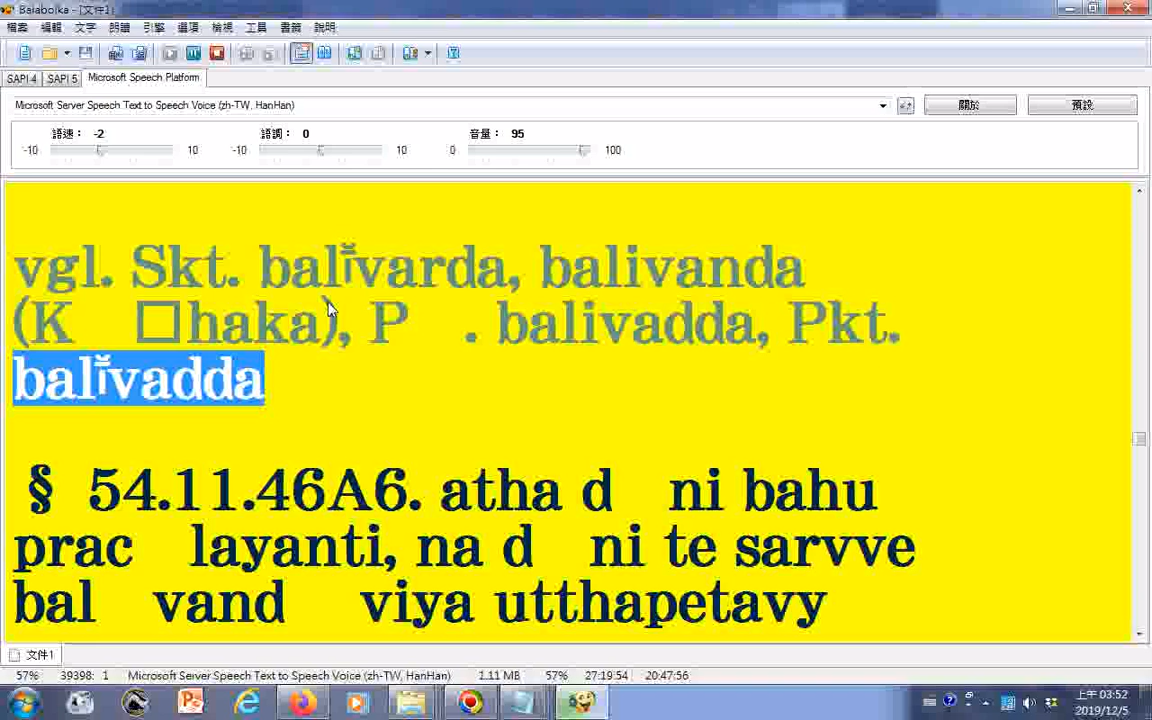 Balabolka - [文件1]
檔案 編輯 文字 朗讀 引擎 選項 檢視 工具 書籤 說明
SAPI 4 SAPI 5 Microsoft Speech Platform
Microsoft Server Speech Text to Speech Voice (zh-TW, HanHan) 關於 預設
語速： -2 語調： 0 音量： 95
-10 10 -10 10 0 100
vgl. Skt. balī̆varda, balivanda
(K □haka), P . balivadda, Pkt.
balī̆vadda
§ 54.11.46A6. atha d ni bahu
prac layanti, na d ni te sarvve
bal vand viya utthapetavy
文件1
57% 39398: 1 Microsoft Server Speech Text to Speech Voice (zh-TW, HanHan) 1.11 MB 57% 27:19:54 20:47:56
上午 03:52
2019/12/5